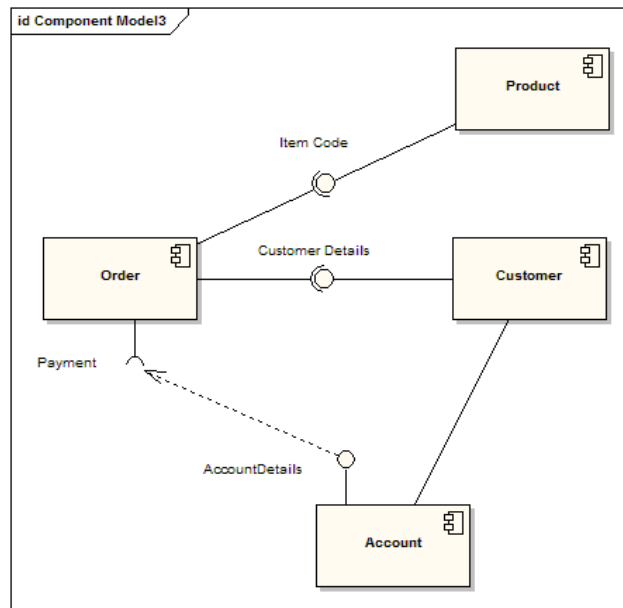 id Component Model3
Product
Item Code
Order
Customer Details
Customer
Payment
AccountDetails
Account